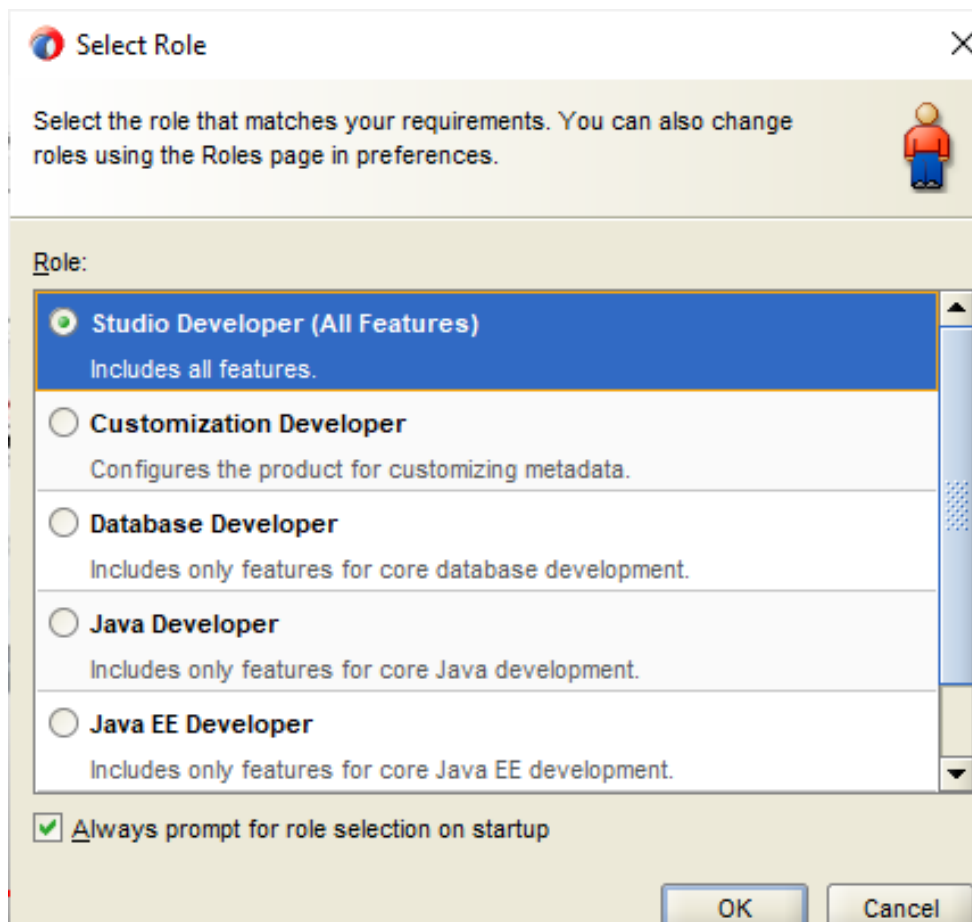 Select Role
Select the role that matches your requirements. You can also change
roles using the Roles page in preferences.
Role:
Studio Developer (All Features)
Includes all features.
Customization Developer
Configures the product for customizing metadata.
Database Developer
Includes only features for core database development.
Java Developer
Includes only features for core Java development.
Java EE Developer
Includes only features for core Java EE development.
Always prompt for role selection on startup
OK
Cancel